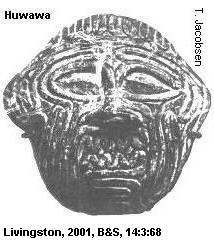 Huwawa
T. Jacobsen
Livingston, 2001, B&S, 14:3:68